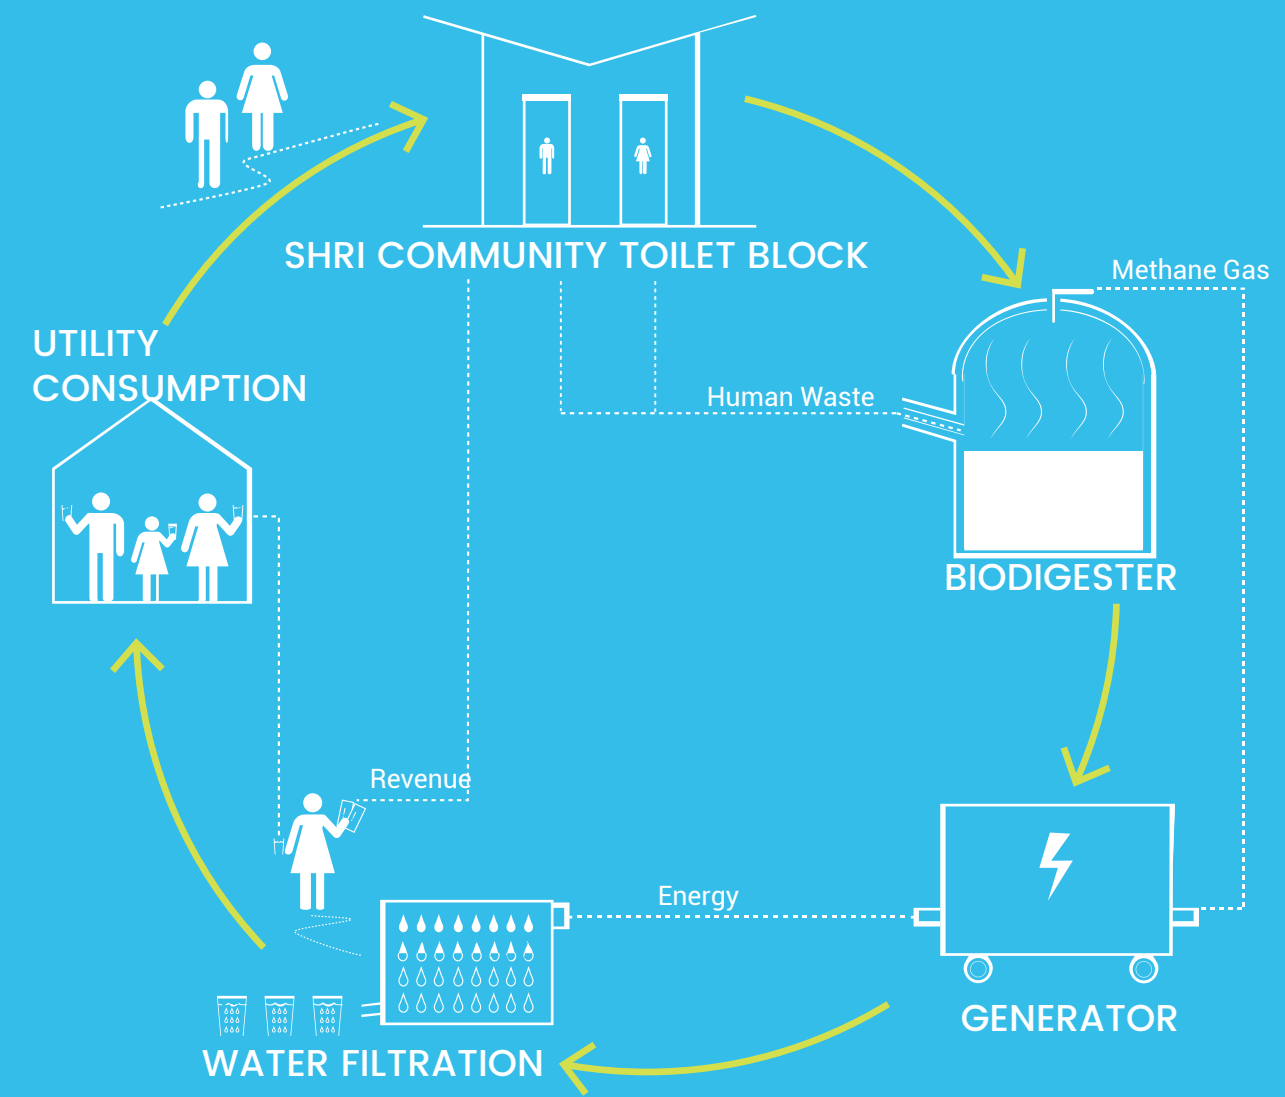 SHRI COMMUNITY TOILET BLOCK
Methane Gas
UTILITY
CONSUMPTION
Human Waste
BIODIGESTER
Revenue
Energy
GENERATOR
WATER FILTRATION